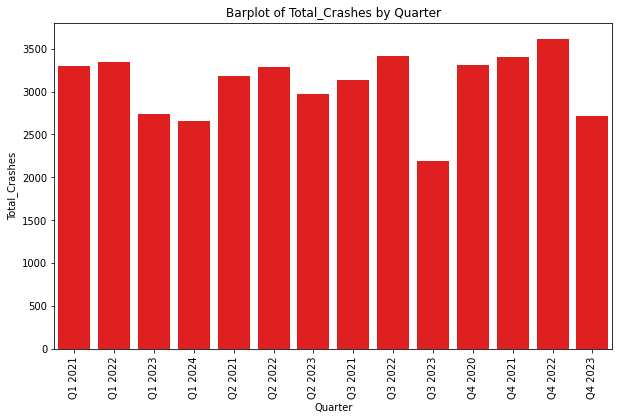 Barplot of Total_Crashes by Quarter
Total_Crashes
3500
3000
2500
2000
1500
1000
500
0
Q1 2021
Q1 2022
Q1 2023
Q1 2024
Q2 2021
Q2 2022
Q2 2023
Q3 2021
Q3 2022
Q3 2023
Q4 2020
Q4 2021
Q4 2022
Q4 2023
Quarter